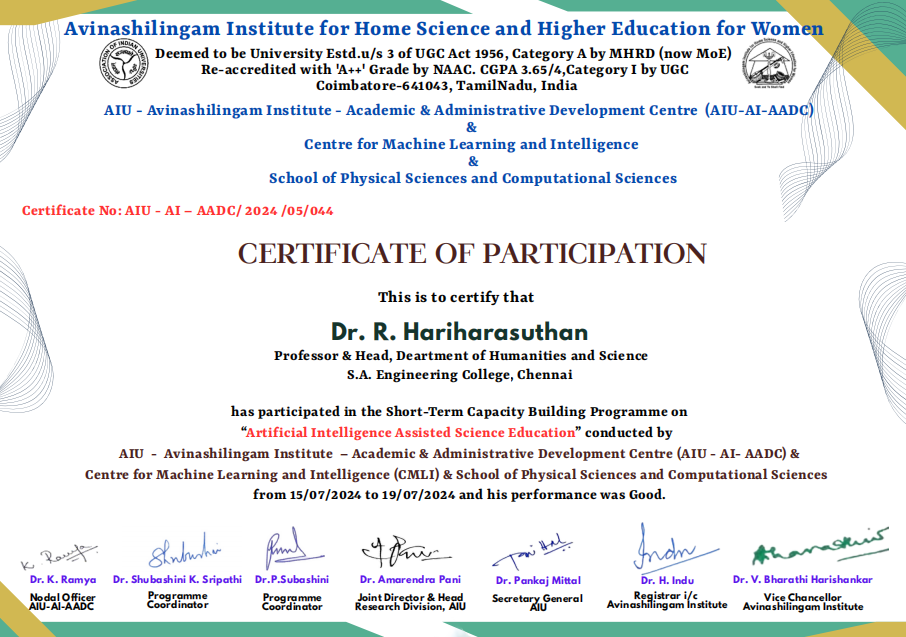 Avinashilingam Institute for Home Science and Higher Education for Women
Deemed to be University Estd.u/s 3 of UGC Act 1956, Category A by MHRD (now MoE)
Re-accredited with 'A++' Grade by NAAC. CGPA 3.65/4,Category I by UGC
Coimbatore-641043, TamilNadu, India
AIU - Avinashilingam Institute - Academic & Administrative Development Centre (AIU-AI-AADC)
&
Centre for Machine Learning and Intelligence
&
School of Physical Sciences and Computational Sciences
Certificate No: AIU - AI – AADC/ 2024 /05/044
CERTIFICATE OF PARTICIPATION
This is to certify that
Dr. R. Hariharasuthan
Professor & Head, Deartment of Humanities and Science
S.A. Engineering College, Chennai
has participated in the Short-Term Capacity Building Programme on
“Artificial Intelligence Assisted Science Education” conducted by
AIU - Avinashilingam Institute – Academic & Administrative Development Centre (AIU - AI- AADC) &
Centre for Machine Learning and Intelligence (CMLI) & School of Physical Sciences and Computational Sciences
from 15/07/2024 to 19/07/2024 and his performance was Good.
K. Ramya
Dr. K. Ramya
Nodal Officer
AIU-AI-AADC
Dr. Shubashini K. Sripathi
Programme
Coordinator
Dr.P.Subashini
Programme
Coordinator
Dr. Amarendra Pani
Joint Director & Head
Research Division, AIU
Dr. Pankaj Mittal
Secretary General
AIU
Indu
Dr. H. Indu
Registrar i/c
Avinashilingam Institute
Dr. V. Bharathi Harishankar
Vice Chancellor
Avinashilingam Institute